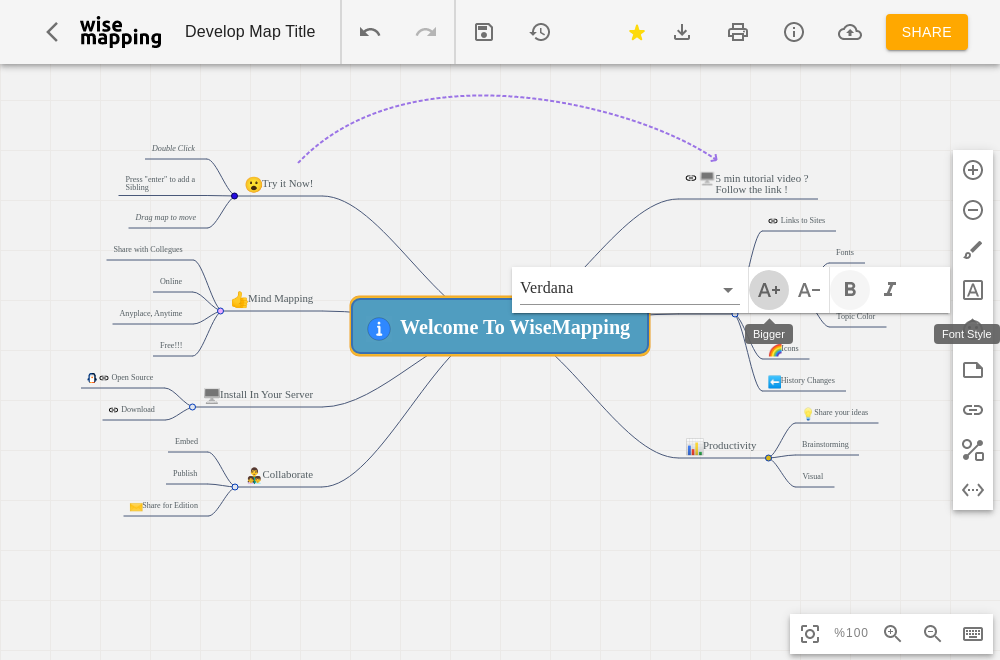 wise
mapping
Develop Map Title
SHARE
Double Click
Press "enter" to add a
Sibling
Drag map to move
Try it Now!
Share with Collegues
Online
Anyplace, Anytime
Free!!!
Mind Mapping
Open Source
Download
Install In Your Server
Embed
Publish
Share for Edition
Collaborate
Welcome To WiseMapping
5 min tutorial video ?
Follow the link !
Links to Sites
Fonts
Verdana
A+
A-
B
I
Topic Color
Bigger
Font Style
Icons
History Changes
Productivity
Share your ideas
Brainstorming
Visual
%100